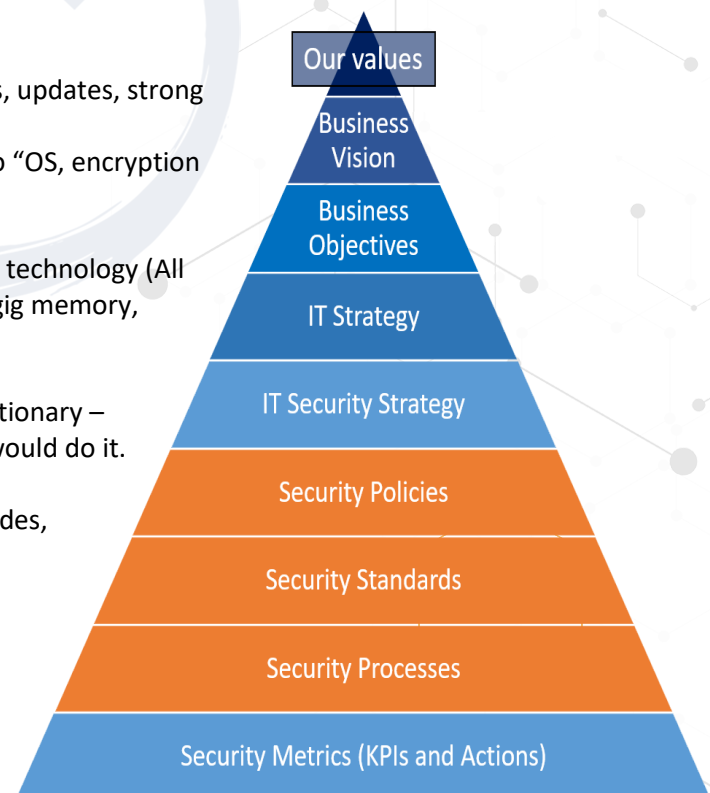 s, updates, strong
o “OS, encryption
technology (All
gig memory,
tionary –
would do it.
des,
Our values
Business
Vision
Business
Objectives
IT Strategy
IT Security Strategy
Security Policies
Security Standards
Security Processes
Security Metrics (KPIs and Actions)